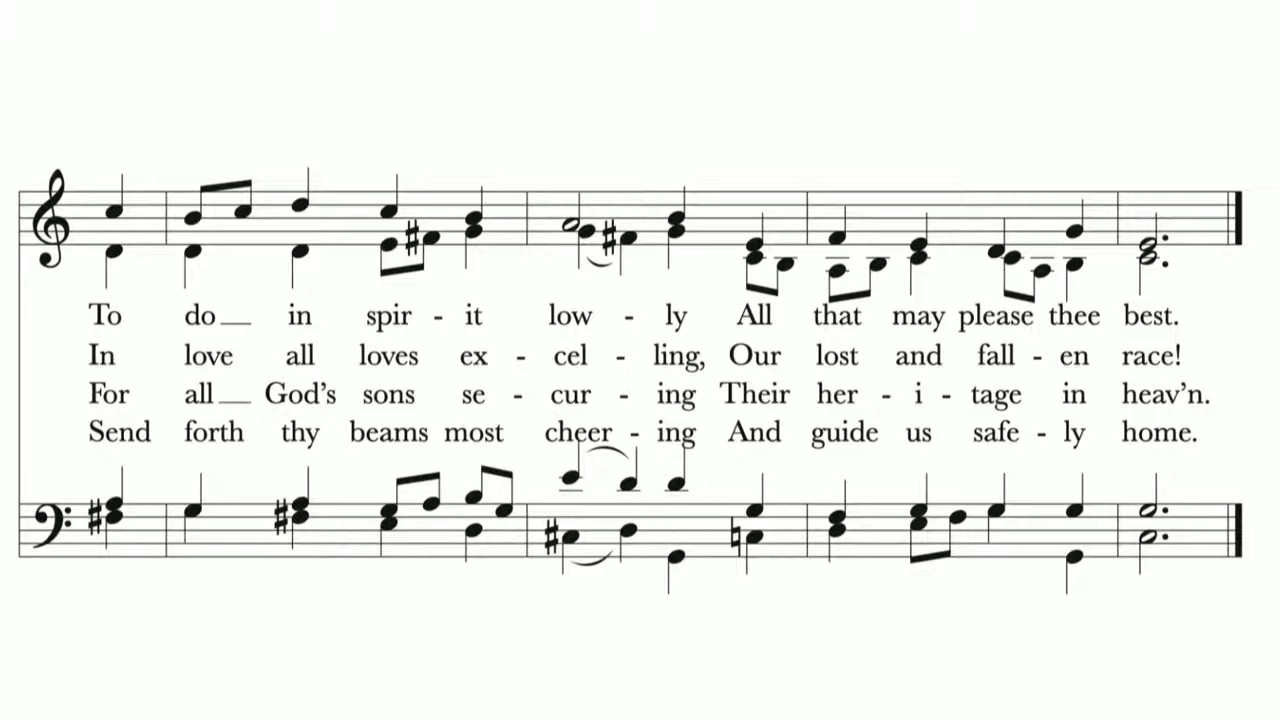 To do in spir - it low - ly All that may please thee best.
In love all loves ex - cel - ling, Our lost and fall - en race!
For all God’s sons se - cur - ing Their her - i - tage in heav’n.
Send forth thy beams most cheer - ing And guide us safe - ly home.